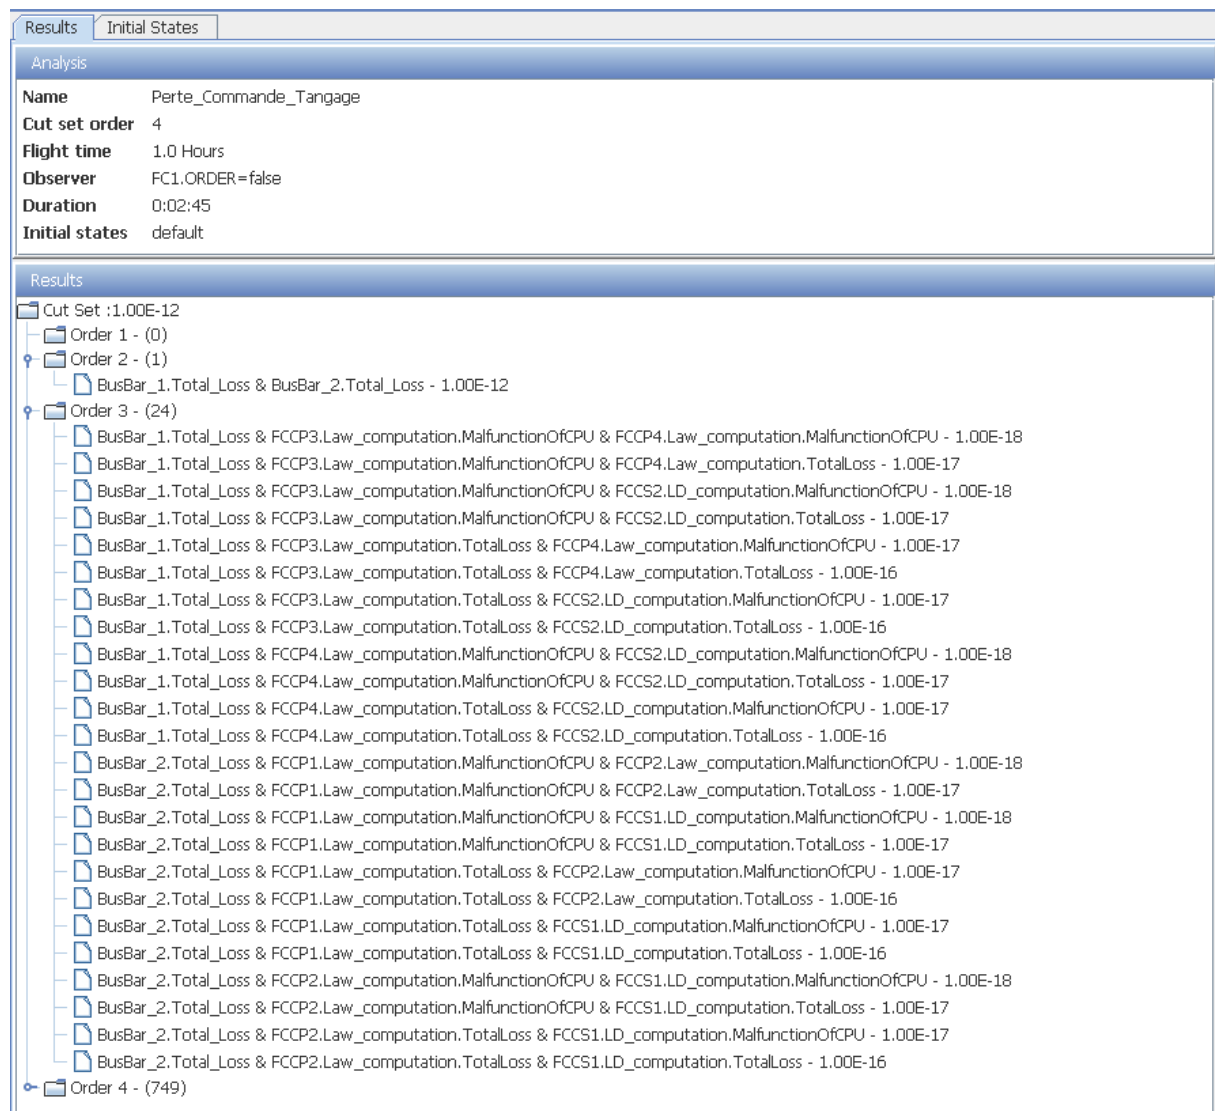 Results Initial States
Analysis
Name Perte_Commande_Tangage
Cut set order 4
Flight time 1.0 Hours
Observer FC1.ORDER=false
Duration 0:02:45
Initial states default
Results
Cut Set :1.00E-12
Order 1 - (0)
Order 2 - (1)
BusBar_1.Total_Loss & BusBar_2.Total_Loss - 1.00E-12
Order 3 - (24)
BusBar_1.Total_Loss & FCCP3.Law_computation.MalfunctionOfCPU & FCCP4.Law_computation.MalfunctionOfCPU - 1.00E-18
BusBar_1.Total_Loss & FCCP3.Law_computation.MalfunctionOfCPU & FCCP4.Law_computation.TotalLoss - 1.00E-17
BusBar_1.Total_Loss & FCCP3.Law_computation.MalfunctionOfCPU & FCCS2.LD_computation.MalfunctionOfCPU - 1.00E-18
BusBar_1.Total_Loss & FCCP3.Law_computation.MalfunctionOfCPU & FCCS2.LD_computation.TotalLoss - 1.00E-17
BusBar_1.Total_Loss & FCCP3.Law_computation.TotalLoss & FCCP4.Law_computation.MalfunctionOfCPU - 1.00E-17
BusBar_1.Total_Loss & FCCP3.Law_computation.TotalLoss & FCCP4.Law_computation.TotalLoss - 1.00E-16
BusBar_1.Total_Loss & FCCP3.Law_computation.TotalLoss & FCCS2.LD_computation.MalfunctionOfCPU - 1.00E-17
BusBar_1.Total_Loss & FCCP3.Law_computation.TotalLoss & FCCS2.LD_computation.TotalLoss - 1.00E-16
BusBar_1.Total_Loss & FCCP4.Law_computation.MalfunctionOfCPU & FCCS2.LD_computation.MalfunctionOfCPU - 1.00E-18
BusBar_1.Total_Loss & FCCP4.Law_computation.MalfunctionOfCPU & FCCS2.LD_computation.TotalLoss - 1.00E-17
BusBar_1.Total_Loss & FCCP4.Law_computation.TotalLoss & FCCS2.LD_computation.MalfunctionOfCPU - 1.00E-17
BusBar_1.Total_Loss & FCCP4.Law_computation.TotalLoss & FCCS2.LD_computation.TotalLoss - 1.00E-16
BusBar_2.Total_Loss & FCCP1.Law_computation.MalfunctionOfCPU & FCCP2.Law_computation.MalfunctionOfCPU - 1.00E-18
BusBar_2.Total_Loss & FCCP1.Law_computation.MalfunctionOfCPU & FCCP2.Law_computation.TotalLoss - 1.00E-17
BusBar_2.Total_Loss & FCCP1.Law_computation.MalfunctionOfCPU & FCCS1.LD_computation.MalfunctionOfCPU - 1.00E-18
BusBar_2.Total_Loss & FCCP1.Law_computation.MalfunctionOfCPU & FCCS1.LD_computation.TotalLoss - 1.00E-17
BusBar_2.Total_Loss & FCCP1.Law_computation.TotalLoss & FCCP2.Law_computation.MalfunctionOfCPU - 1.00E-17
BusBar_2.Total_Loss & FCCP1.Law_computation.TotalLoss & FCCP2.Law_computation.TotalLoss - 1.00E-16
BusBar_2.Total_Loss & FCCP1.Law_computation.TotalLoss & FCCS1.LD_computation.MalfunctionOfCPU - 1.00E-17
BusBar_2.Total_Loss & FCCP1.Law_computation.TotalLoss & FCCS1.LD_computation.TotalLoss - 1.00E-16
BusBar_2.Total_Loss & FCCP2.Law_computation.MalfunctionOfCPU & FCCS1.LD_computation.MalfunctionOfCPU - 1.00E-18
BusBar_2.Total_Loss & FCCP2.Law_computation.MalfunctionOfCPU & FCCS1.LD_computation.TotalLoss - 1.00E-17
BusBar_2.Total_Loss & FCCP2.Law_computation.TotalLoss & FCCS1.LD_computation.MalfunctionOfCPU - 1.00E-17
BusBar_2.Total_Loss & FCCP2.Law_computation.TotalLoss & FCCS1.LD_computation.TotalLoss - 1.00E-16
Order 4 - (749)